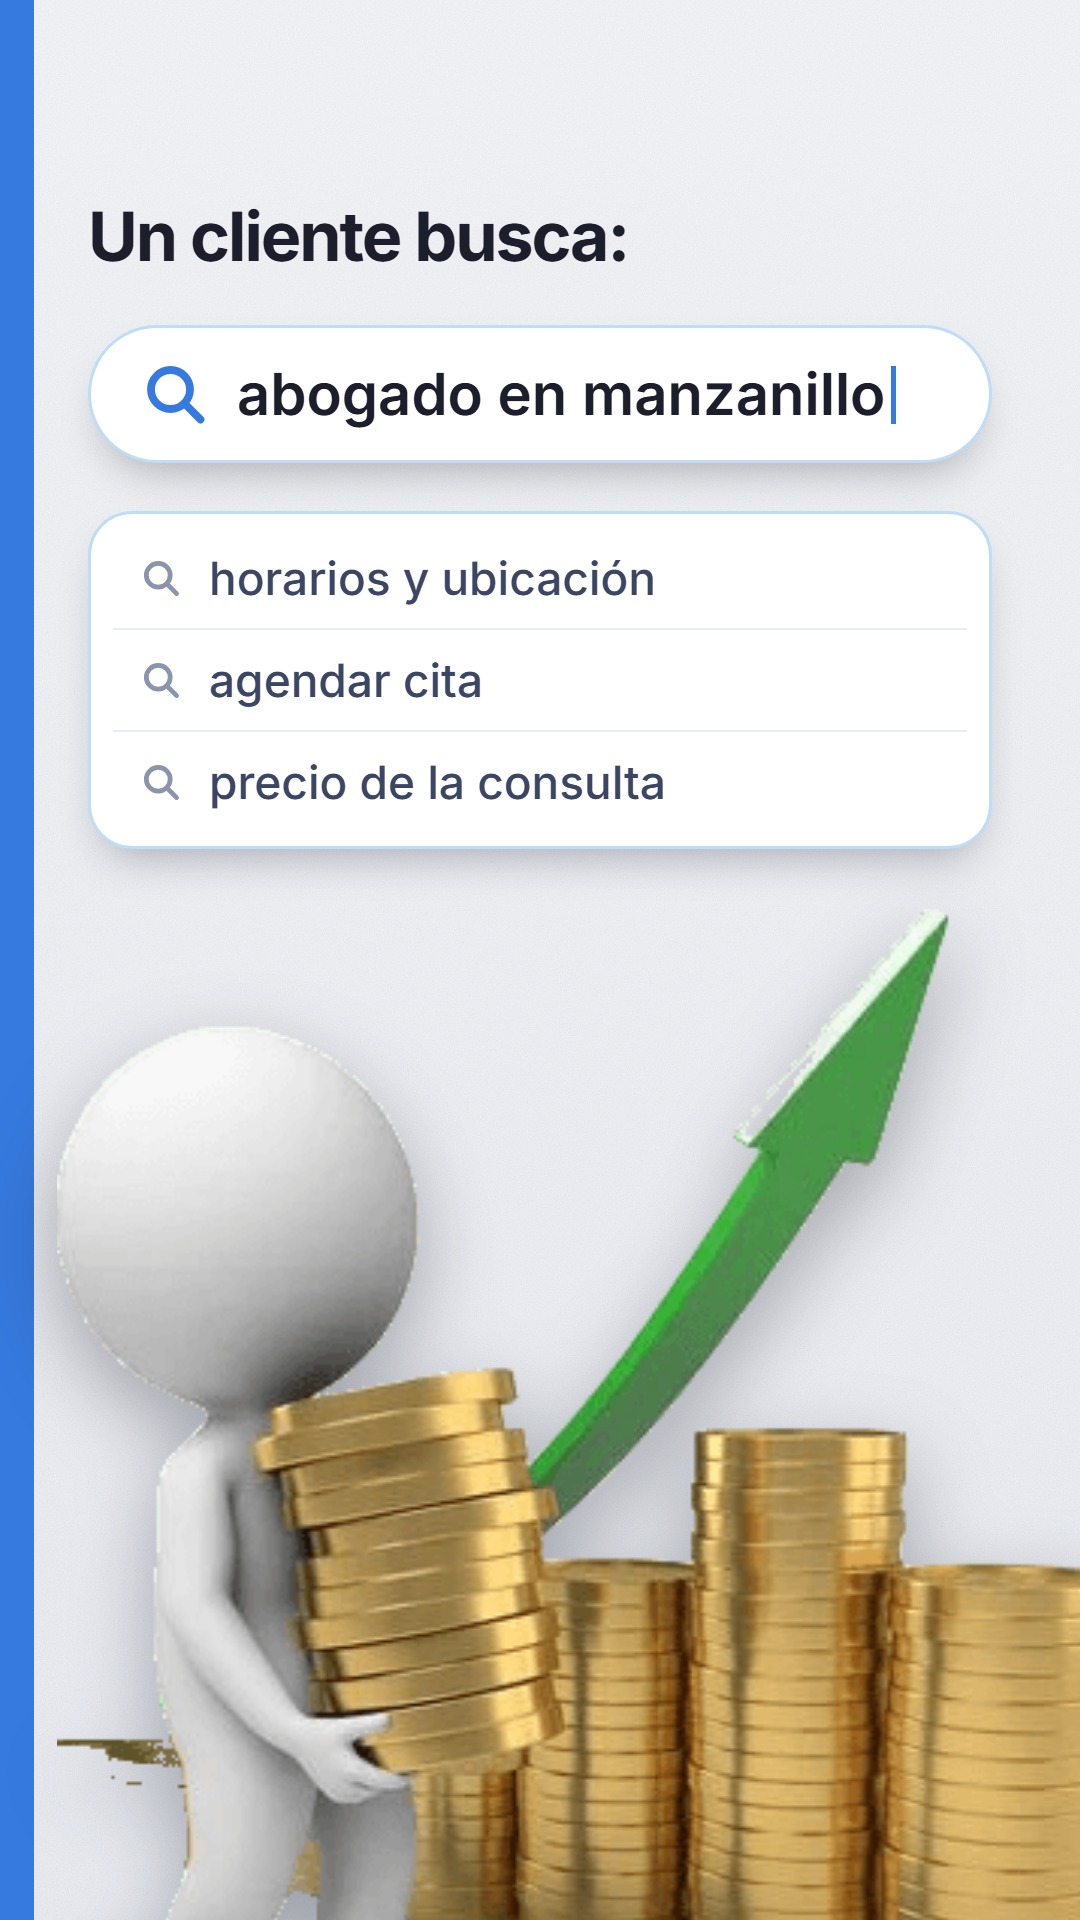 Un cliente busca:
abogado en manzanillo
horarios y ubicación
agendar cita
precio de la consulta